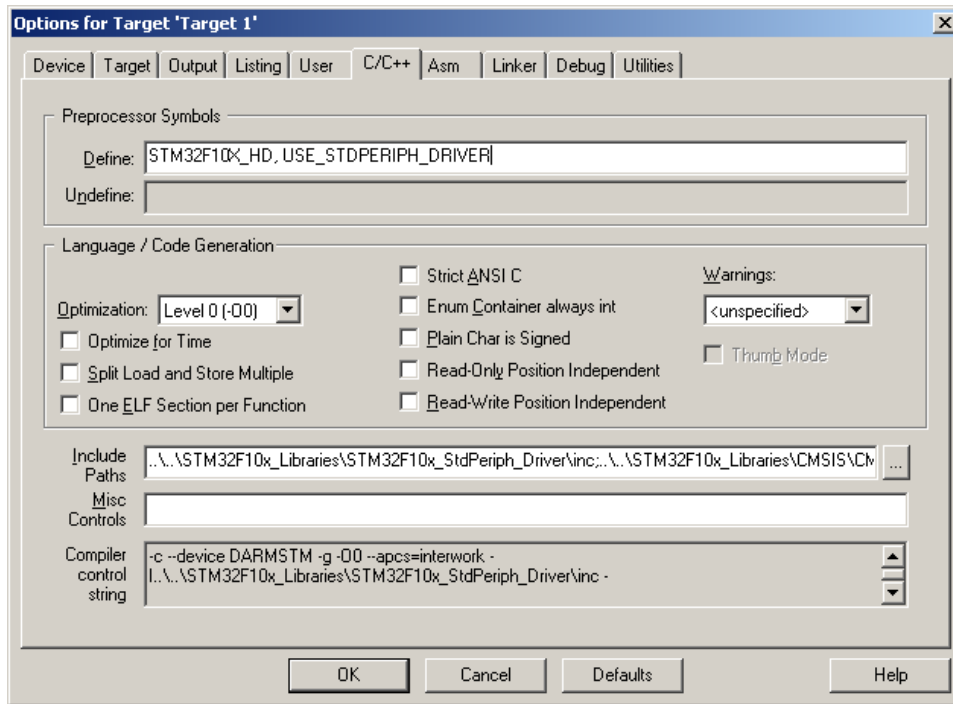 Options for Target 'Target 1'
Device Target Output Listing User C/C++ Asm Linker Debug Utilities
Preprocessor Symbols
Define: STM32F10X_HD, USE_STDPERIPH_DRIVER
Undefine:
Language / Code Generation
Strict ANSI C Warnings:
Optimization: Level 0 (-O0) Enum Container always int <unspecified>
Optimize for Time Plain Char is Signed Thumb Mode
Split Load and Store Multiple Read-Only Position Independent
One ELF Section per Function Read-Write Position Independent
Include Paths ..\..\STM32F10x_Libraries\STM32F10x_StdPeriph_Driver\inc;..\..\STM32F10x_Libraries\CMSIS\CM ...
Misc Controls
Compiler control string -c --device DARMSTM -g -O0 --apcs=interwork -
I..\..\STM32F10x_Libraries\STM32F10x_StdPeriph_Driver\inc -
OK Cancel Defaults Help